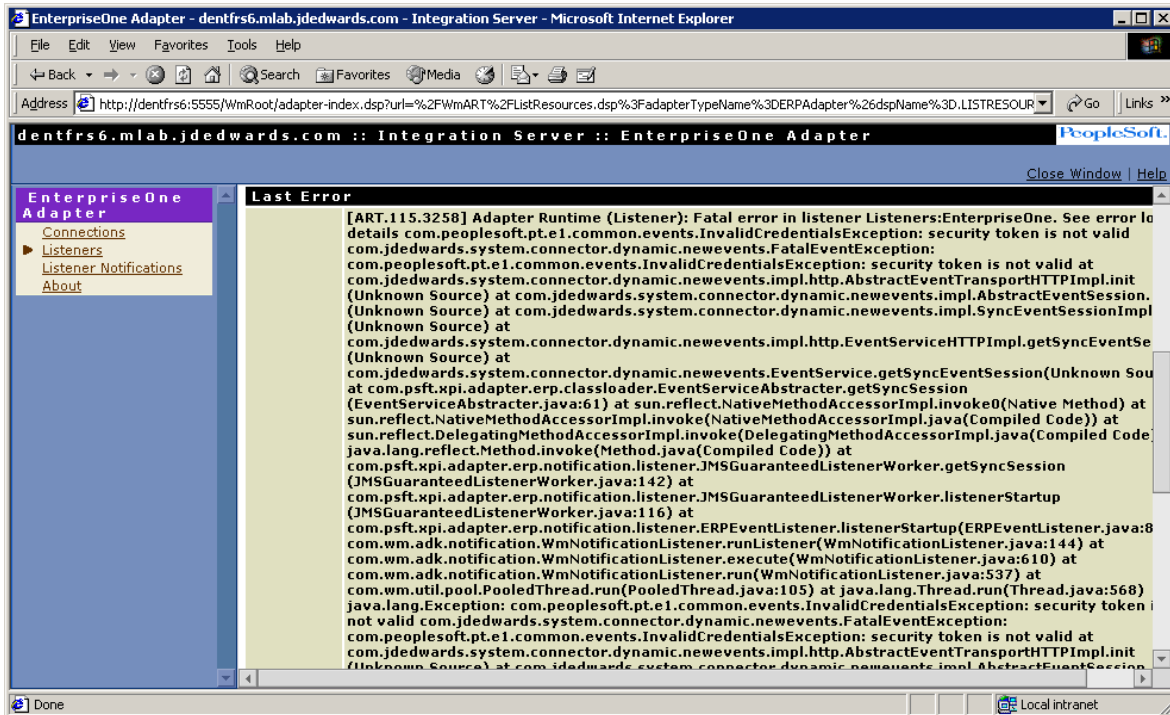 EnterpriseOne Adapter - dentfrs6.mlab.jdedwards.com - Integration Server - Microsoft Internet Explorer
File Edit View Favorites Tools Help
Back Search Favorites Media
Address http://dentfrs6:5555/WmRoot/adapter-index.dsp?url=%2FWmART%2FListResources.dsp%3FadapterTypeName%3DERPAdapter%26dspName%3D.LISTRESOUR Go Links »
dentfrs6.mlab.jdedwards.com :: Integration Server :: EnterpriseOne Adapter PeopleSoft.
Close Window | Help
EnterpriseOne Adapter
Connections
Listeners
Listener Notifications
About
Last Error
[ART.115.3258] Adapter Runtime (Listener): Fatal error in listener Listeners:EnterpriseOne. See error lo
details com.peoplesoft.pt.e1.common.events.InvalidCredentialsException: security token is not valid
com.jdedwards.system.connector.dynamic.newevents.FatalEventException:
com.peoplesoft.pt.e1.common.events.InvalidCredentialsException: security token is not valid at
com.jdedwards.system.connector.dynamic.newevents.impl.http.AbstractEventTransportHTTPImpl.init
(Unknown Source) at com.jdedwards.system.connector.dynamic.newevents.impl.AbstractEventSession.
(Unknown Source) at com.jdedwards.system.connector.dynamic.newevents.impl.SyncEventSessionImpl
(Unknown Source) at
com.jdedwards.system.connector.dynamic.newevents.impl.http.EventServiceHTTPImpl.getSyncEventSe
(Unknown Source) at
com.jdedwards.system.connector.dynamic.newevents.EventService.getSyncEventSession(Unknown Sou
at com.psft.xpi.adapter.erp.classloader.EventServiceAbstracter.getSyncSession
(EventServiceAbstracter.java:61) at sun.reflect.NativeMethodAccessorImpl.invoke0(Native Method) at
sun.reflect.NativeMethodAccessorImpl.invoke(NativeMethodAccessorImpl.java(Compiled Code)) at
sun.reflect.DelegatingMethodAccessorImpl.invoke(DelegatingMethodAccessorImpl.java(Compiled Code)
java.lang.reflect.Method.invoke(Method.java(Compiled Code)) at
com.psft.xpi.adapter.erp.notification.listener.JMSGuaranteedListenerWorker.getSyncSession
(JMSGuaranteedListenerWorker.java:142) at
com.psft.xpi.adapter.erp.notification.listener.JMSGuaranteedListenerWorker.listenerStartup
(JMSGuaranteedListenerWorker.java:116) at
com.psft.xpi.adapter.erp.notification.listener.ERPEventListener.listenerStartup(ERPEventListener.java:8
com.wm.adk.notification.WmNotificationListener.runListener(WmNotificationListener.java:144) at
com.wm.adk.notification.WmNotificationListener.execute(WmNotificationListener.java:610) at
com.wm.adk.notification.WmNotificationListener.run(WmNotificationListener.java:537) at
com.wm.util.pool.PooledThread.run(PooledThread.java:105) at java.lang.Thread.run(Thread.java:568)
java.lang.Exception: com.peoplesoft.pt.e1.common.events.InvalidCredentialsException: security token i
not valid com.jdedwards.system.connector.dynamic.newevents.FatalEventException:
com.peoplesoft.pt.e1.common.events.InvalidCredentialsException: security token is not valid at
com.jdedwards.system.connector.dynamic.newevents.impl.http.AbstractEventTransportHTTPImpl.init
(Unknown Source) at com.jdedwards.system.connector.dynamic.newevents.impl.AbstractEventSession
Done Local intranet